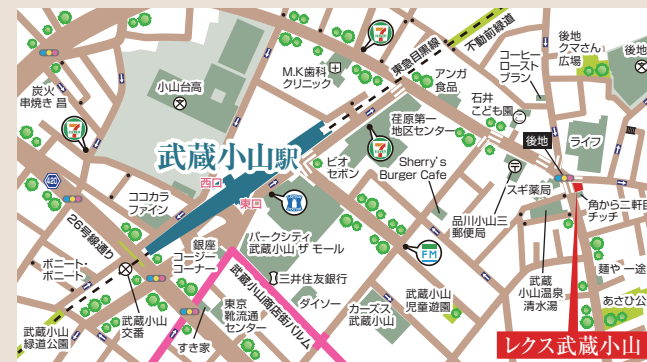 不動前緑道
東急目黒線
コーヒー
ロースト
プラン
後地
クマさん
広場
後地
M.K歯科
クリニック
アンガ
食品
小山台高
炭火
串焼き 昌
石井
こども園
荏原第一
地区センター
後地
ライフ
武蔵小山駅
ビオ
セボン
Sherry's
Burger Cafe
スギ薬局
西口
東口
420
ココカラ
ファイン
品川小山三
郵便局
角から二軒目
チッチ
26号線通り
銀座
コージー
コーナー
パークシティ
武蔵小山 ザ モール
FM
ボニート・
ボニート
武蔵小山商店街パルム
三井住友銀行
武蔵
小山温泉
清水湯
麺や 一途
武蔵小山
緑道公園
武蔵小山
交番
東京
靴流通
センター
ダイソー
カーズス
武蔵小山
武蔵小山
児童遊園
あさひ公
すき家
レクス武蔵小山